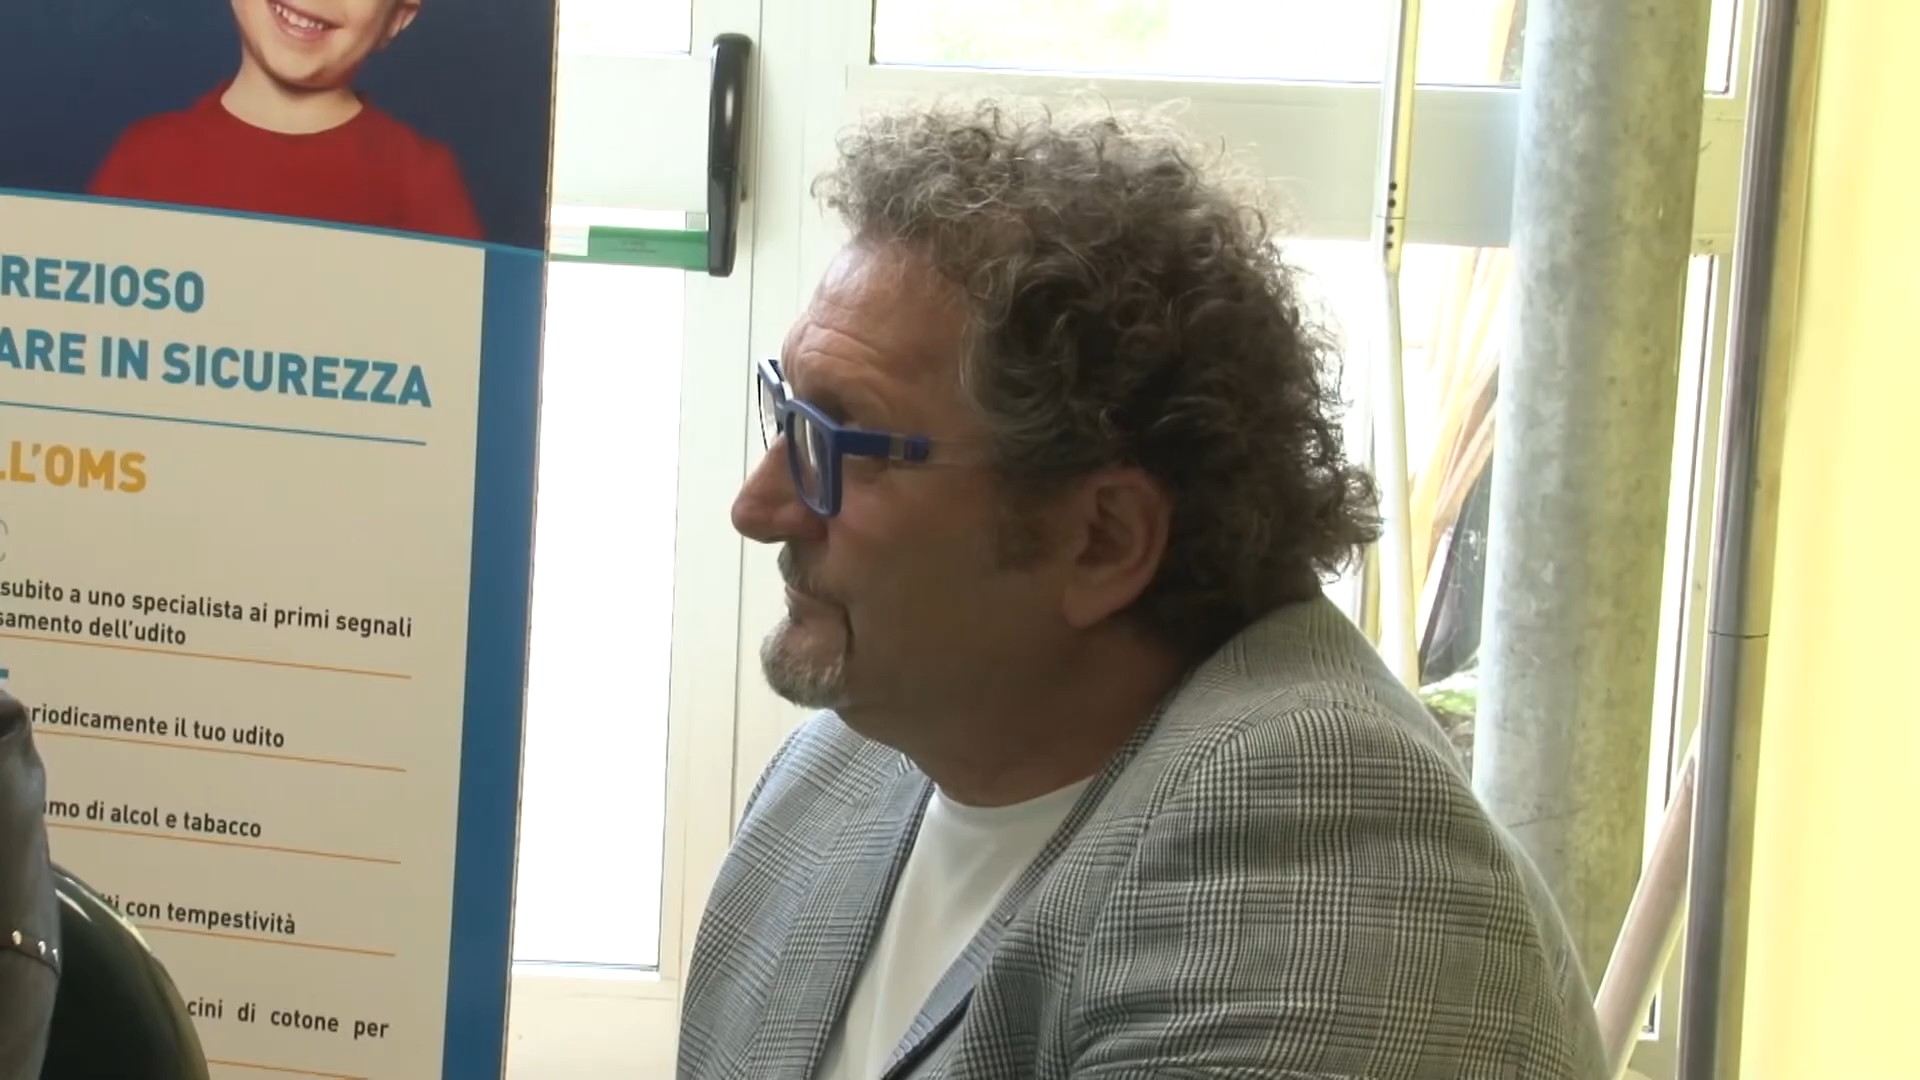 REZIOSO
ARE IN SICUREZZA
LL'OMS
subito a uno specialista ai primi segnali
samento dell'udito
riodicamente il tuo udito
mo di alcol e tabacco
ti con tempestività
cini di cotone per